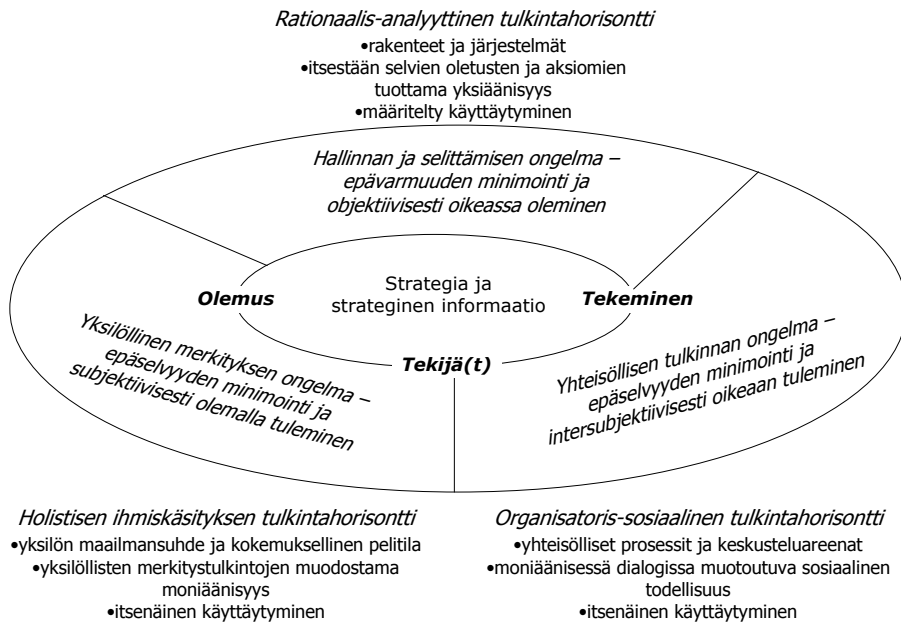 Rationaalis-analyyttinen tulkintahorisontti
•rakenteet ja järjestelmät
•itsestään selvien oletusten ja aksiomien
tuottama yksiäänisyys
•määritelty käyttäytyminen
Hallinnan ja selittämisen ongelma –
epävarmuuden minimointi ja
objektiivisesti oikeassa oleminen
Olemus
Strategia ja
strateginen informaatio
Tekeminen
Tekijä(t)
Yksilöllinen merkityksen ongelma –
epäselvyyden minimointi ja
subjektiivisesti olemalla tuleminen
Yhteisöllisen tulkinnan ongelma –
epäselvyyden minimointi ja
intersubjektiivisesti oikeaan tuleminen
Holistisen ihmiskäsityksen tulkintahorisontti
•yksilön maailmansuhde ja kokemuksellinen pelitila
•yksilöllisten merkitystulkintojen muodostama
moniäänisyys
•itsenäinen käyttäytyminen
Organisatoris-sosiaalinen tulkintahorisontti
•yhteisölliset prosessit ja keskusteluareenat
•moniäänisessä dialogissa muotoutuva sosiaalinen
todellisuus
•itsenäinen käyttäytyminen